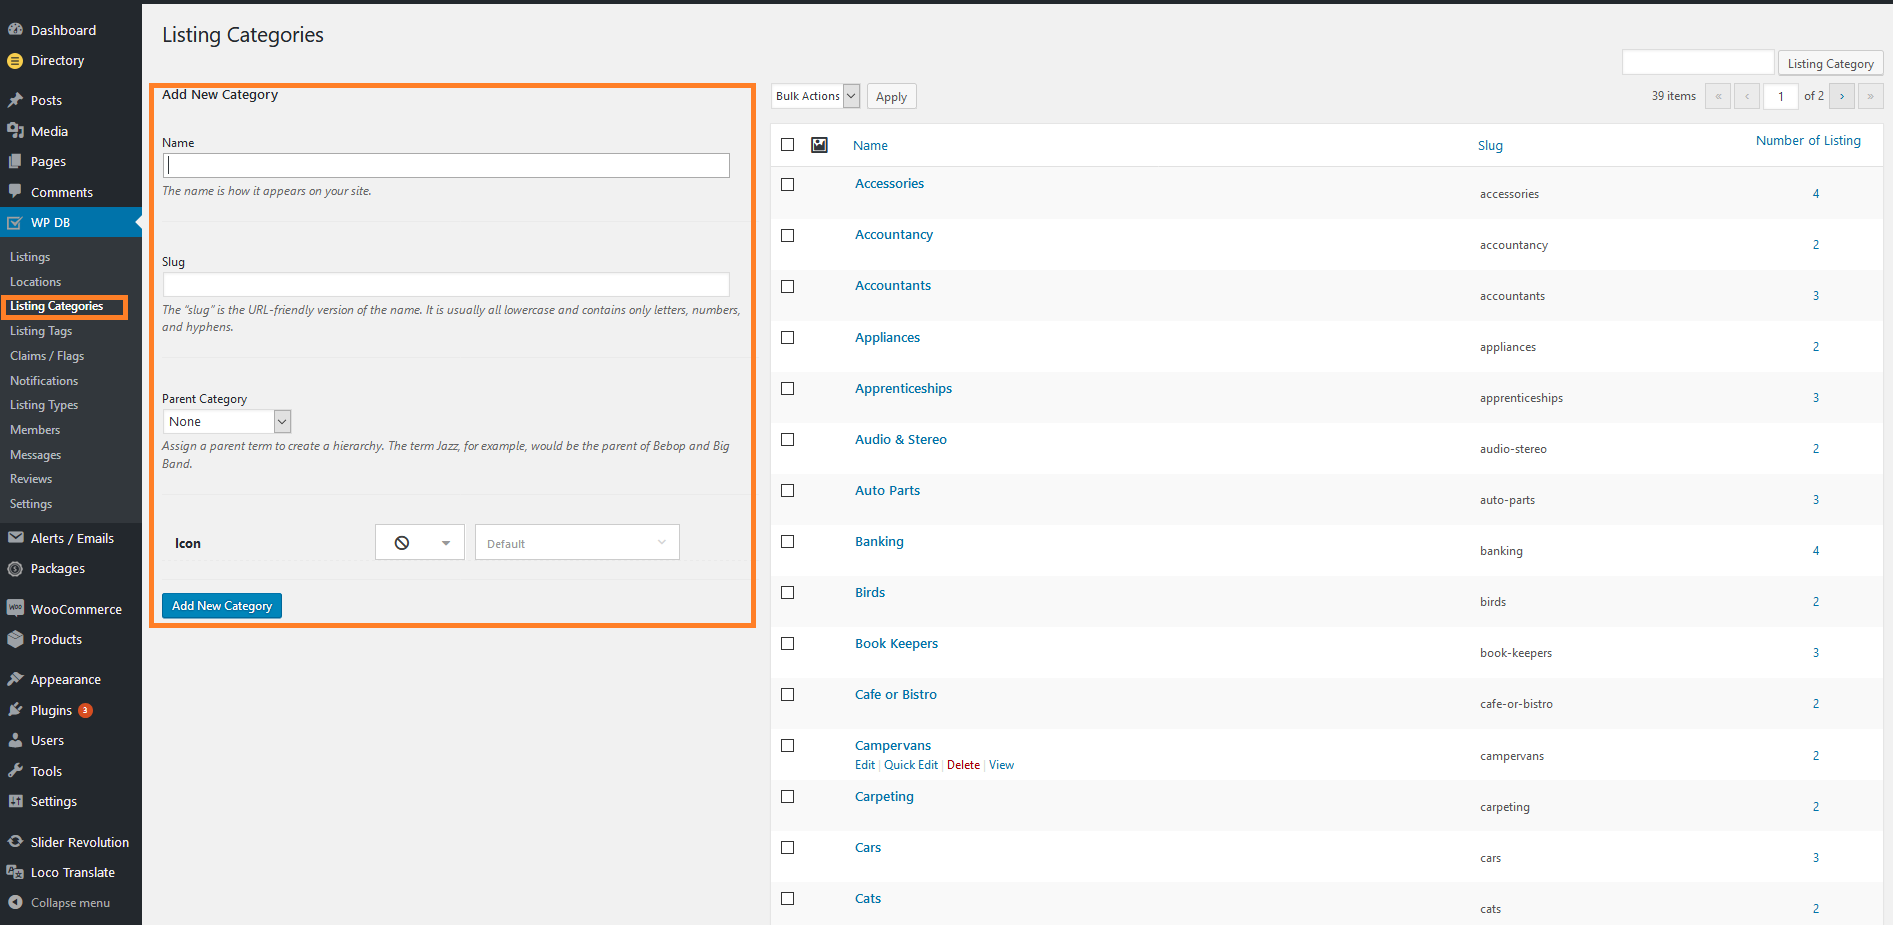 Dashboard
Directory
Posts
Media
Pages
Comments
WP DB
Listings
Locations
Listing Categories
Listing Tags
Claims / Flags
Notifications
Listing Types
Members
Messages
Reviews
Settings
Alerts / Emails
Packages
WooCommerce
Products
Appearance
Plugins 3
Users
Tools
Settings
Slider Revolution
Loco Translate
Collapse menu
Listing Categories
Add New Category
Name
The name is how it appears on your site.
Slug
The “slug” is the URL-friendly version of the name. It is usually all lowercase and contains only letters, numbers,
and hyphens.
Parent Category
None
Assign a parent term to create a hierarchy. The term Jazz, for example, would be the parent of Bebop and Big
Band.
Icon Default
Add New Category
Listing Category
Bulk Actions Apply 39 items « ‹ 1 of 2 › »
Name Slug Number of Listing
Accessories accessories 4
Accountancy accountancy 2
Accountants accountants 3
Appliances appliances 2
Apprenticeships apprenticeships 3
Audio & Stereo audio-stereo 2
Auto Parts auto-parts 3
Banking banking 4
Birds birds 2
Book Keepers book-keepers 3
Cafe or Bistro cafe-or-bistro 2
Campervans campervans 2
Edit | Quick Edit | Delete | View
Carpeting carpeting 2
Cars cars 3
Cats cats 2